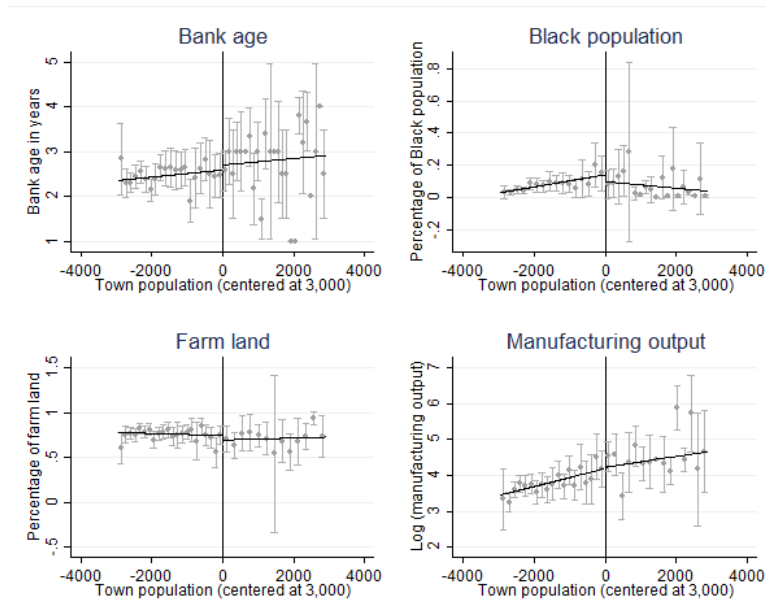 Bank age
Bank age in years
5
4
3
2
1
-4000 -2000 0 2000 4000
Town population (centered at 3,000)
Black population
Percentage of Black population
.8
.6
.4
.2
0
-.2
-4000 -2000 0 2000 4000
Town population (centered at 3,000)
Farm land
Percentage of farm land
1.5
1
.5
0
-.5
-4000 -2000 0 2000 4000
Town population (centered at 3,000)
Manufacturing output
Log (manufacturing output)
7
6
5
4
3
2
-4000 -2000 0 2000 4000
Town population (centered at 3,000)